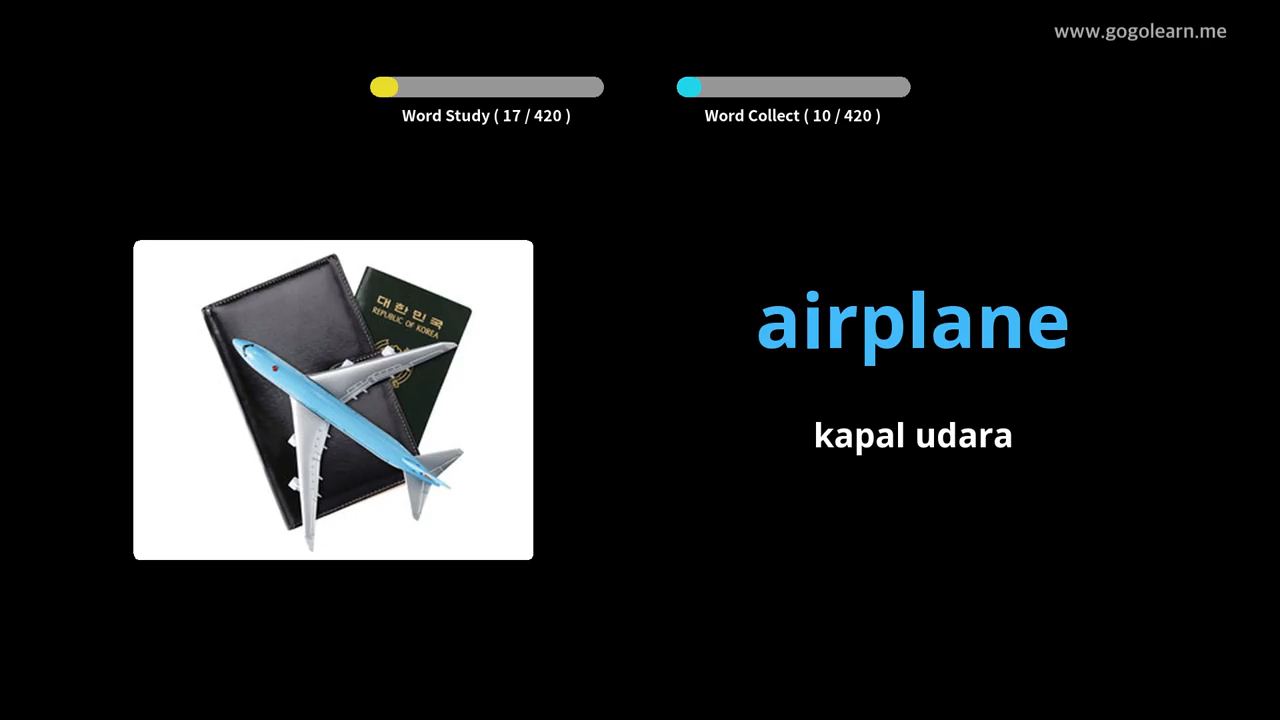 www.gogolearn.me
Word Study ( 17 / 420 )
Word Collect ( 10 / 420 )
대한민국
REPUBLIC OF KOREA
airplane
kapal udara